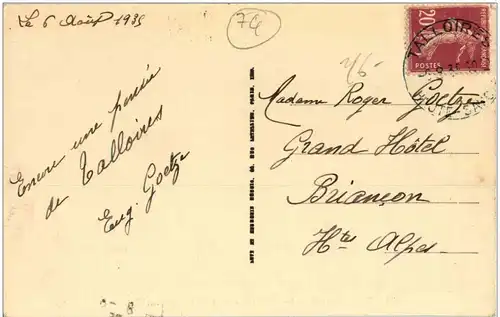 Le 6 Août 1935
74
Encore une pensée
de Talloires
Eug. Goetze
Madame Roger Goetze
Grand Hôtel
Briançon
Htes Alpes
20
POSTES
TALLOIRES